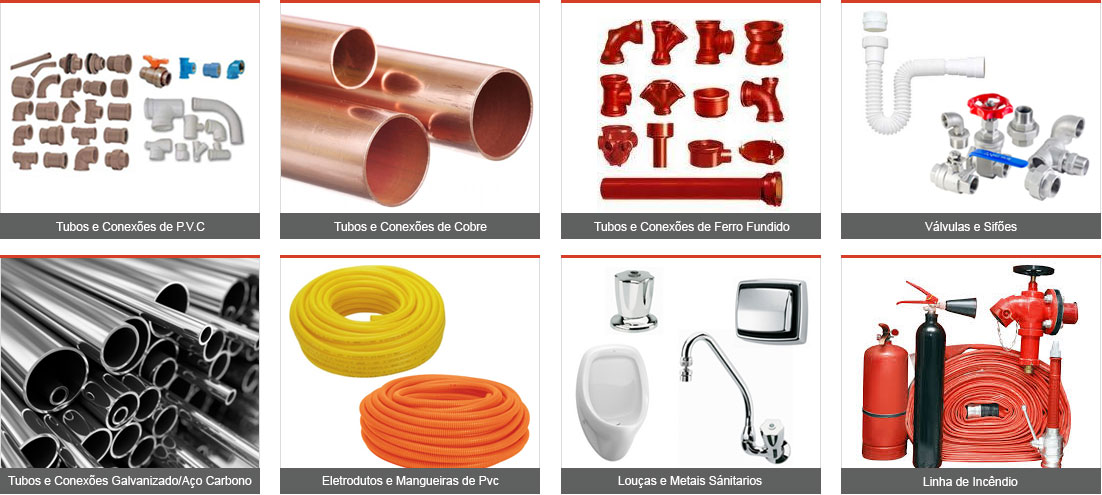 Tubos e Conexões de P.V.C
Tubos e Conexões de Cobre
Tubos e Conexões de Ferro Fundido
Válvulas e Sifões
Tubos e Conexões Galvanizado/Aço Carbono
Eletrodutos e Mangueiras de Pvc
Louças e Metais Sánitarios
Linha de Incêndio